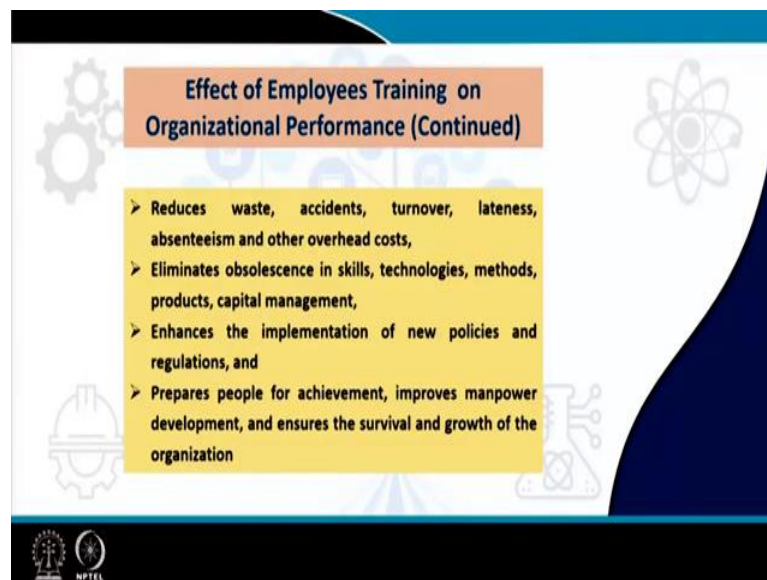 Effect of Employees Training on
Organizational Performance (Continued)
➢ Reduces waste, accidents, turnover, lateness,
absenteeism and other overhead costs,
➢ Eliminates obsolescence in skills, technologies, methods,
products, capital management,
➢ Enhances the implementation of new policies and
regulations, and
➢ Prepares people for achievement, improves manpower
development, and ensures the survival and growth of the
organization
NPTEL